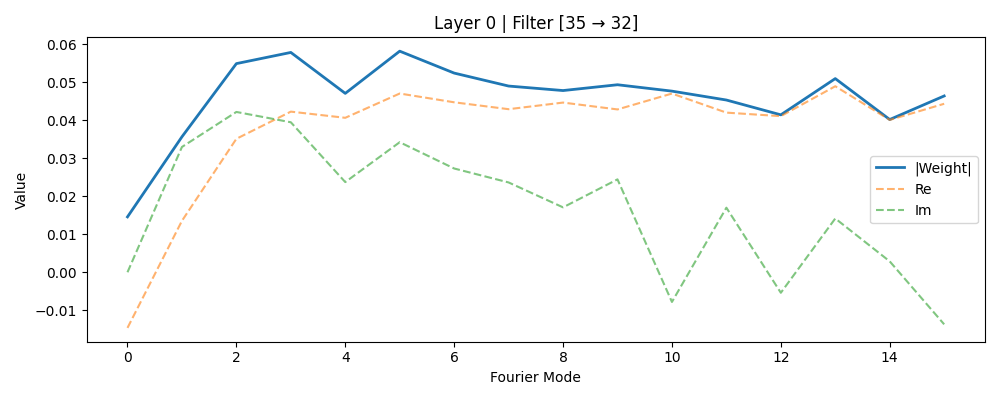 Layer 0 | Filter [35 → 32]
0.06
0.05
0.04
0.03
0.02
0.01
0.00
−0.01
Value
|Weight|
Re
Im
0 2 4 6 8 10 12 14
Fourier Mode